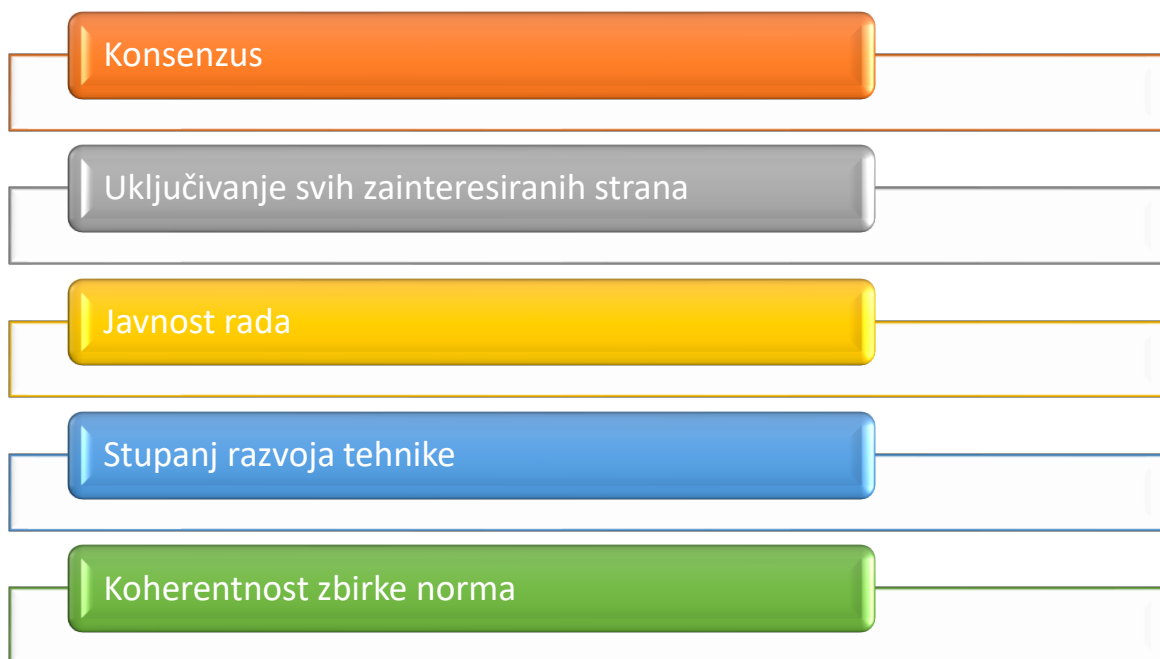 Konsenzus
Uključivanje svih zainteresiranih strana
Javnost rada
Stupanj razvoja tehnike
Koherentnost zbirke norma